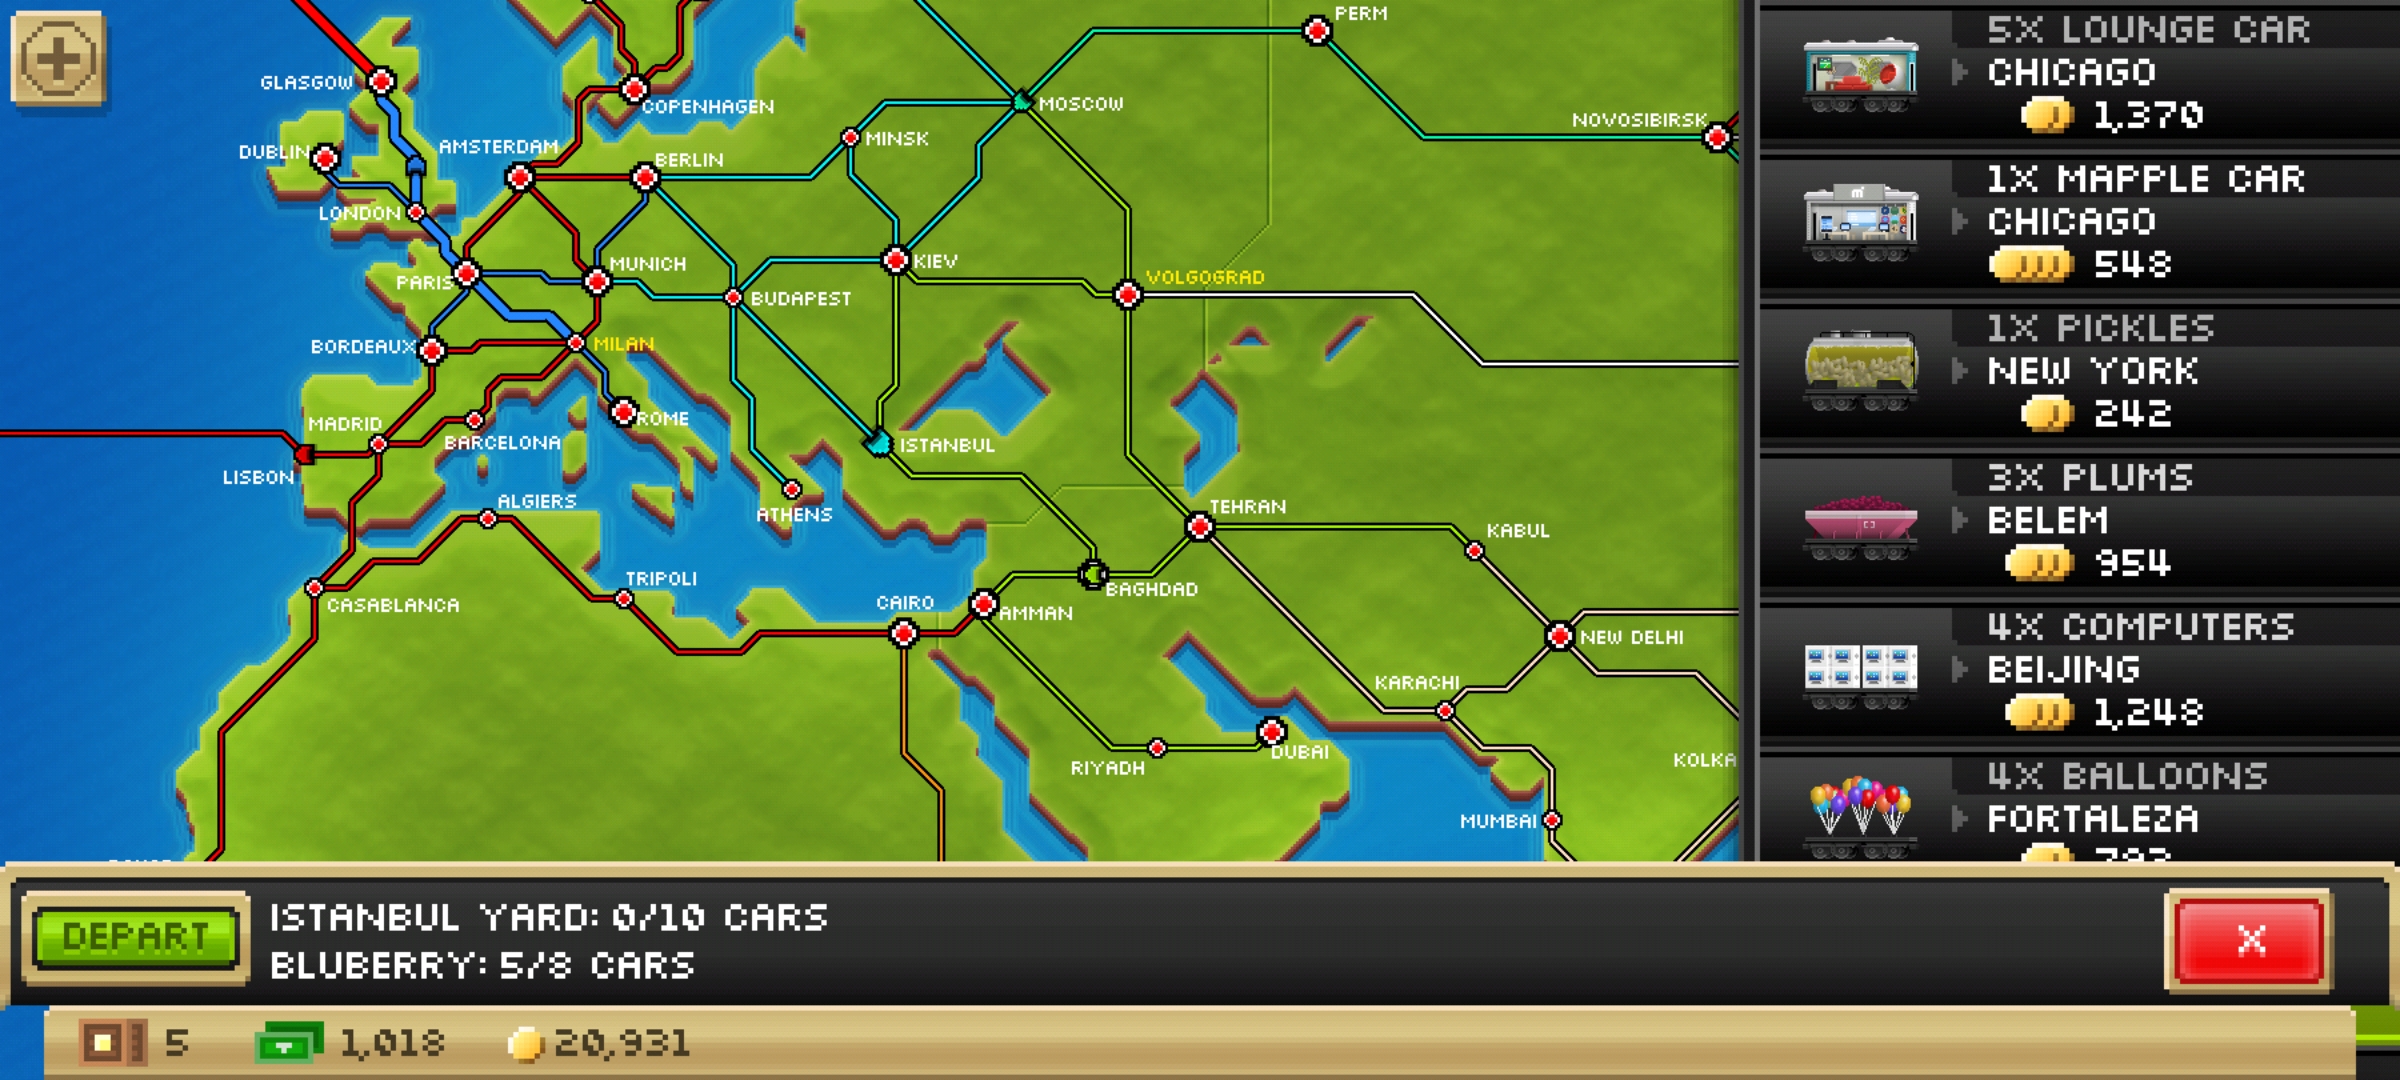 PERM
GLASGOW
COPENHAGEN
MOSCOW
NOVOSIBIRSK
DUBLIN
AMSTERDAM
BERLIN
MINSK
LONDON
PARIS
MUNICH
KIEV
VOLGOGRAD
BUDAPEST
BORDEAUX
MILAN
MADRID
BARCELONA
ROME
ISTANBUL
LISBON
ALGIERS
ATHENS
TEHRAN
KABUL
CASABLANCA
TRIPOLI
CAIRO
AMMAN
BAGHDAD
NEW DELHI
KARACHI
RIYADH
DUBAI
KOLKA
MUMBAI
5X LOUNGE CAR
CHICAGO
1,370
1X MAPPLE CAR
CHICAGO
548
1X PICKLES
NEW YORK
242
3X PLUMS
BELEM
954
4X COMPUTERS
BEIJING
1,248
4X BALLOONS
FORTALEZA
DEPART
ISTANBUL YARD: 0/10 CARS
BLUBERRY: 5/8 CARS
X
5
1,018
20,931